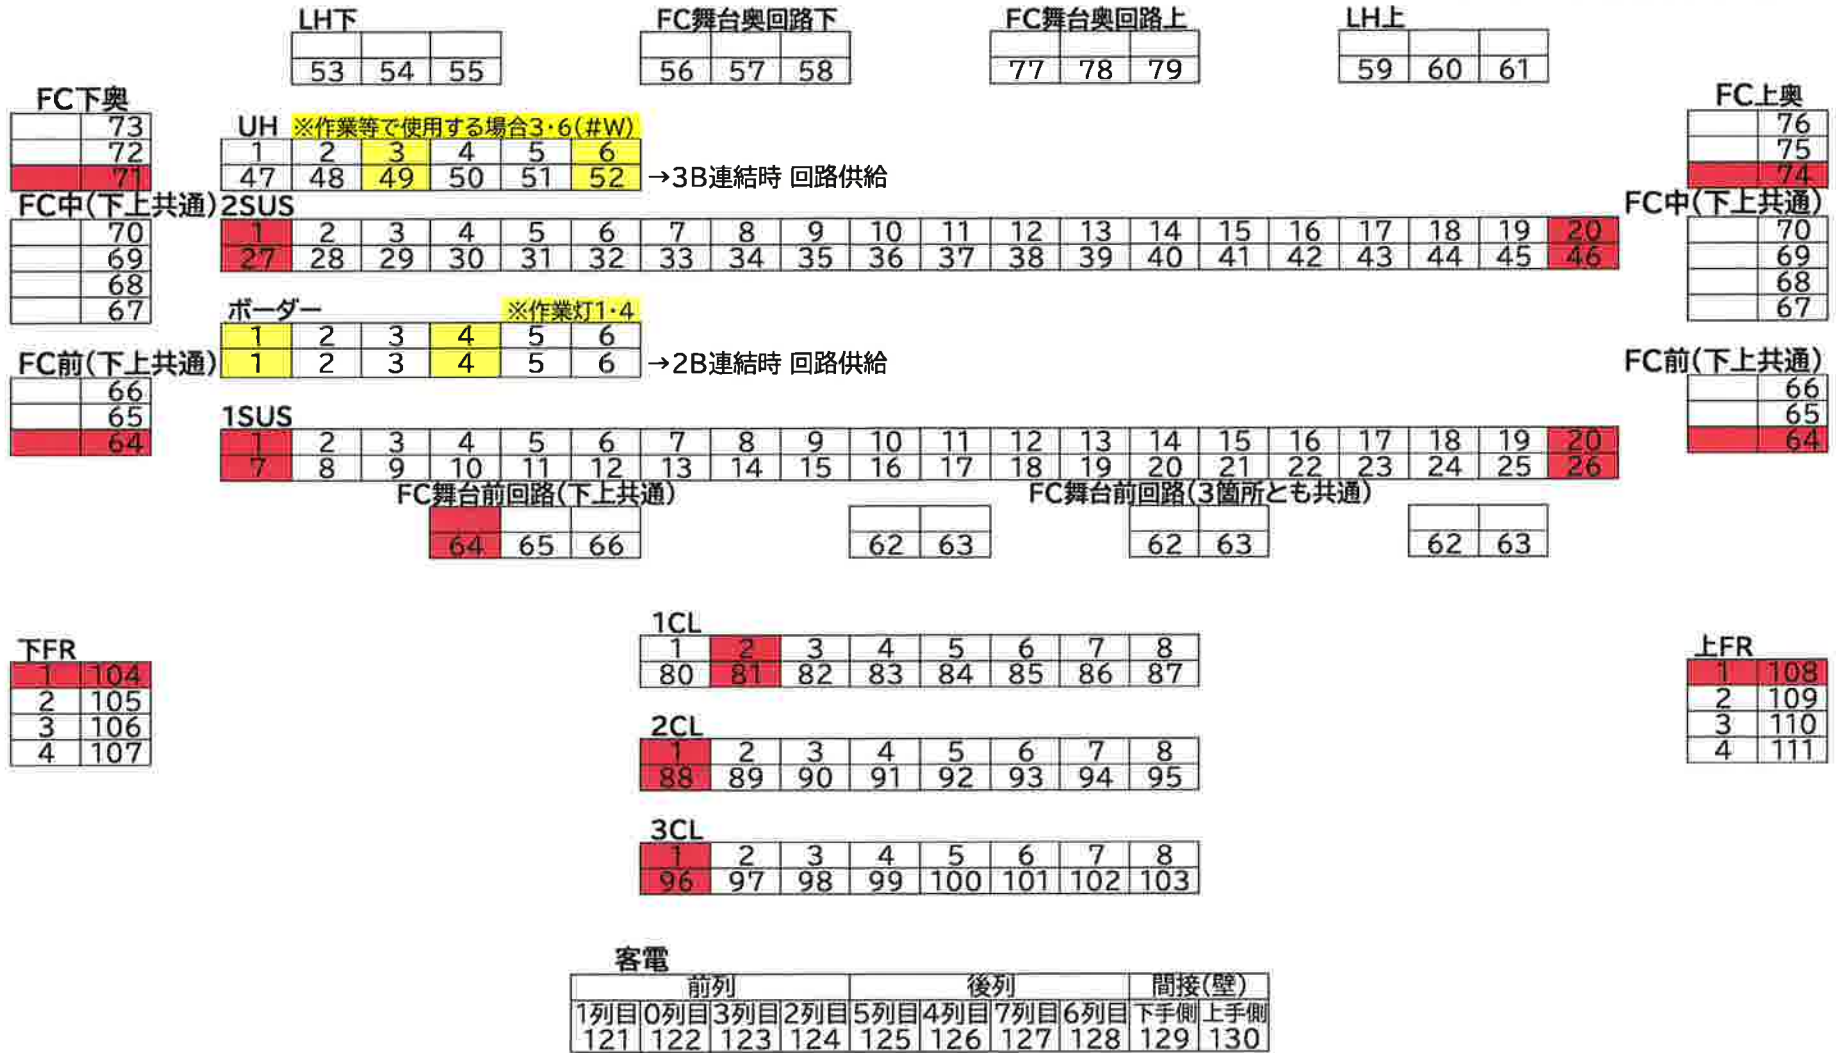 LH下 FC舞台奥回路下 FC舞台奥回路上 LH上
53 54 55 56 57 58 77 78 79 59 60 61
FC下奥 FC上奥
73 76
72 75
71 74
UH ※作業等で使用する場合3・6(#W)
1 2 3 4 5 6
47 48 49 50 51 52 →3B連結時 回路供給
FC中(下上共通) 2SUS FC中(下上共通)
70 1 2 3 4 5 6 7 8 9 10 11 12 13 14 15 16 17 18 19 20 70
69 27 28 29 30 31 32 33 34 35 36 37 38 39 40 41 42 43 44 45 46 69
68 68
67 67
ボーダー ※作業灯1・4
1 2 3 4 5 6
1 2 3 4 5 6 →2B連結時 回路供給
FC前(下上共通) FC前(下上共通)
66 66
65 65
64 64
1SUS
1 2 3 4 5 6 7 8 9 10 11 12 13 14 15 16 17 18 19 20
7 8 9 10 11 12 13 14 15 16 17 18 19 20 21 22 23 24 25 26
FC舞台前回路(下上共通) FC舞台前回路(3箇所とも共通)
64 65 66 62 63 62 63 62 63
下FR 上FR
1 104 1 108
2 105 2 109
3 106 3 110
4 107 4 111
1CL
1 2 3 4 5 6 7 8
80 81 82 83 84 85 86 87
2CL
1 2 3 4 5 6 7 8
88 89 90 91 92 93 94 95
3CL
1 2 3 4 5 6 7 8
96 97 98 99 100 101 102 103
客電
前列 後列 間接(壁)
1列目 0列目 3列目 2列目 5列目 4列目 7列目 6列目 下手側 上手側
121 122 123 124 125 126 127 128 129 130